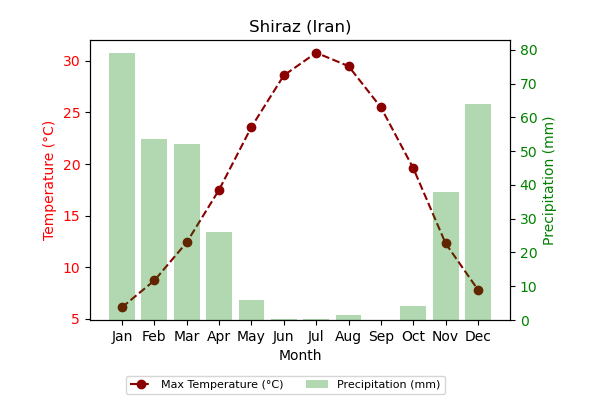 Shiraz (Iran)
Temperature (°C)
30
25
20
15
10
5
80
70
60
50
40
30
20
10
0
Precipitation (mm)
Jan Feb Mar Apr May Jun Jul Aug Sep Oct Nov Dec
Month
Max Temperature (°C) Precipitation (mm)